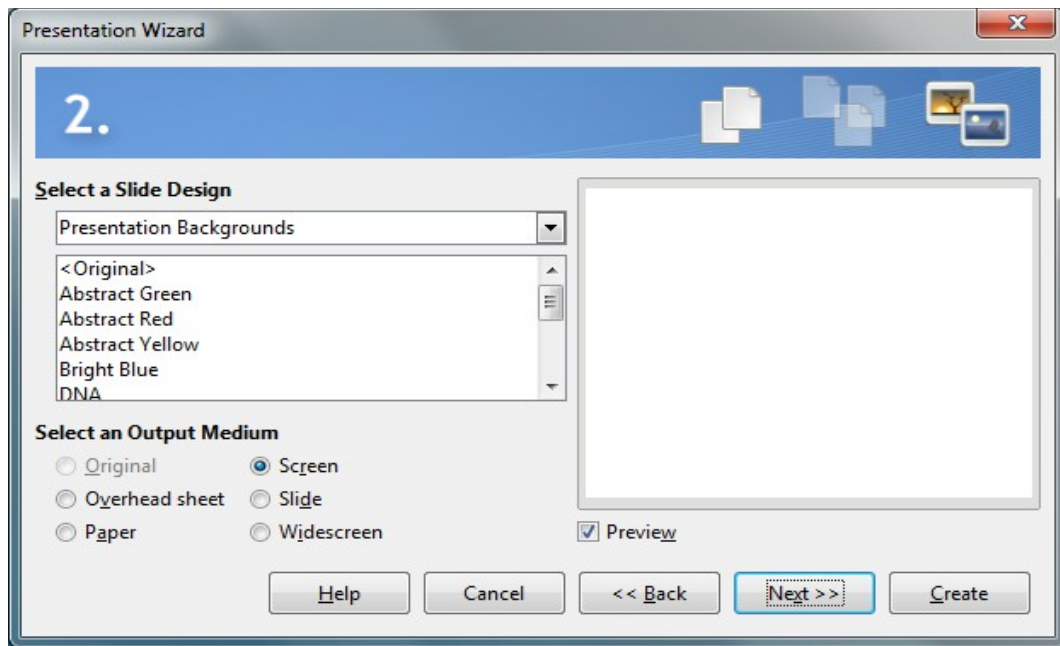 Presentation Wizard
2.
Select a Slide Design
Presentation Backgrounds
<Original>
Abstract Green
Abstract Red
Abstract Yellow
Bright Blue
DNA
Select an Output Medium
Original
Screen
Overhead sheet
Slide
Paper
Widescreen
Preview
Help
Cancel
<< Back
Next >>
Create